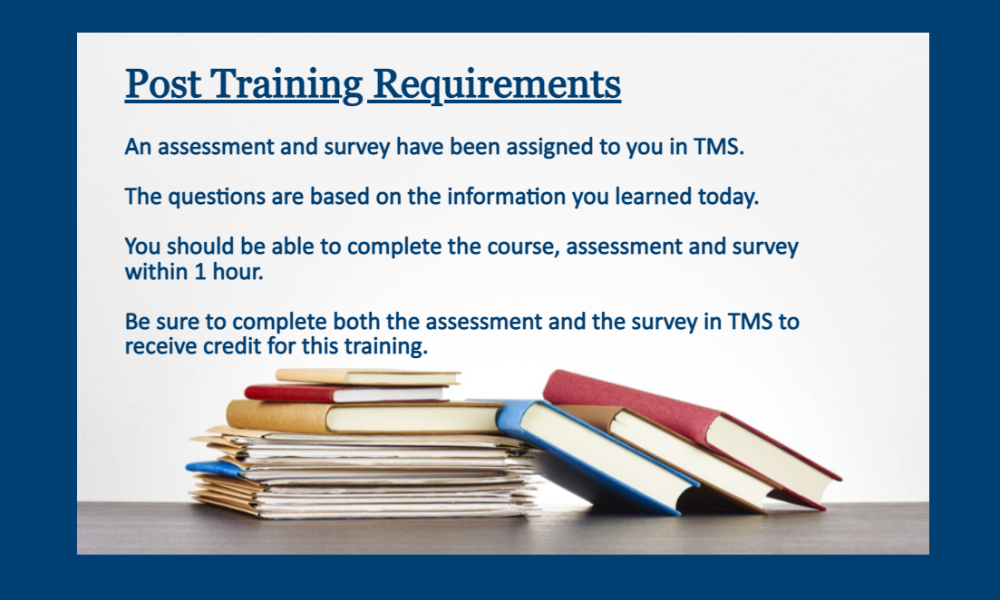 Post Training Requirements
An assessment and survey have been assigned to you in TMS.
The questions are based on the information you learned today.
You should be able to complete the course, assessment and survey
within 1 hour.
Be sure to complete both the assessment and the survey in TMS to
receive credit for this training.